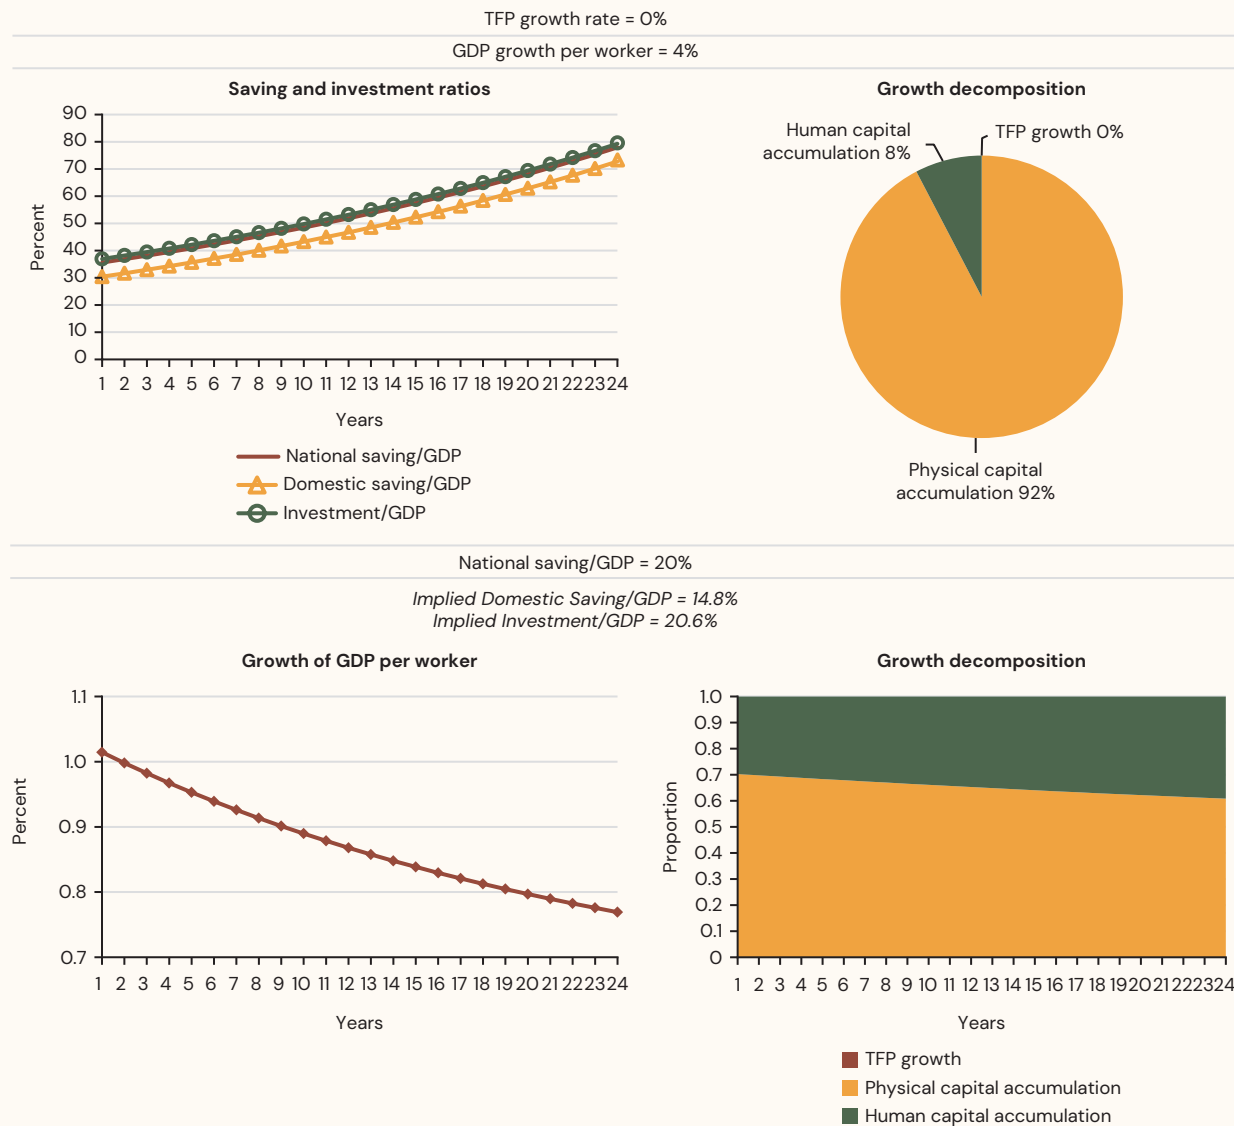 TFP growth rate = 0%
GDP growth per worker = 4%
Saving and investment ratios
90
80
70
60
50
40
30
20
10
0
Percent
1 2 3 4 5 6 7 8 9 10 11 12 13 14 15 16 17 18 19 20 21 22 23 24
Years
National saving/GDP
Domestic saving/GDP
Investment/GDP
Growth decomposition
Human capital
accumulation 8%
TFP growth 0%
Physical capital
accumulation 92%
National saving/GDP = 20%
Implied Domestic Saving/GDP = 14.8%
Implied Investment/GDP = 20.6%
Growth of GDP per worker
1.1
1.0
0.9
0.8
0.7
Percent
1 2 3 4 5 6 7 8 9 10 11 12 13 14 15 16 17 18 19 20 21 22 23 24
Years
Growth decomposition
1.0
0.9
0.8
0.7
0.6
0.5
0.4
0.3
0.2
0.1
0
Proportion
1 2 3 4 5 6 7 8 9 10 11 12 13 14 15 16 17 18 19 20 21 22 23 24
Years
TFP growth
Physical capital accumulation
Human capital accumulation